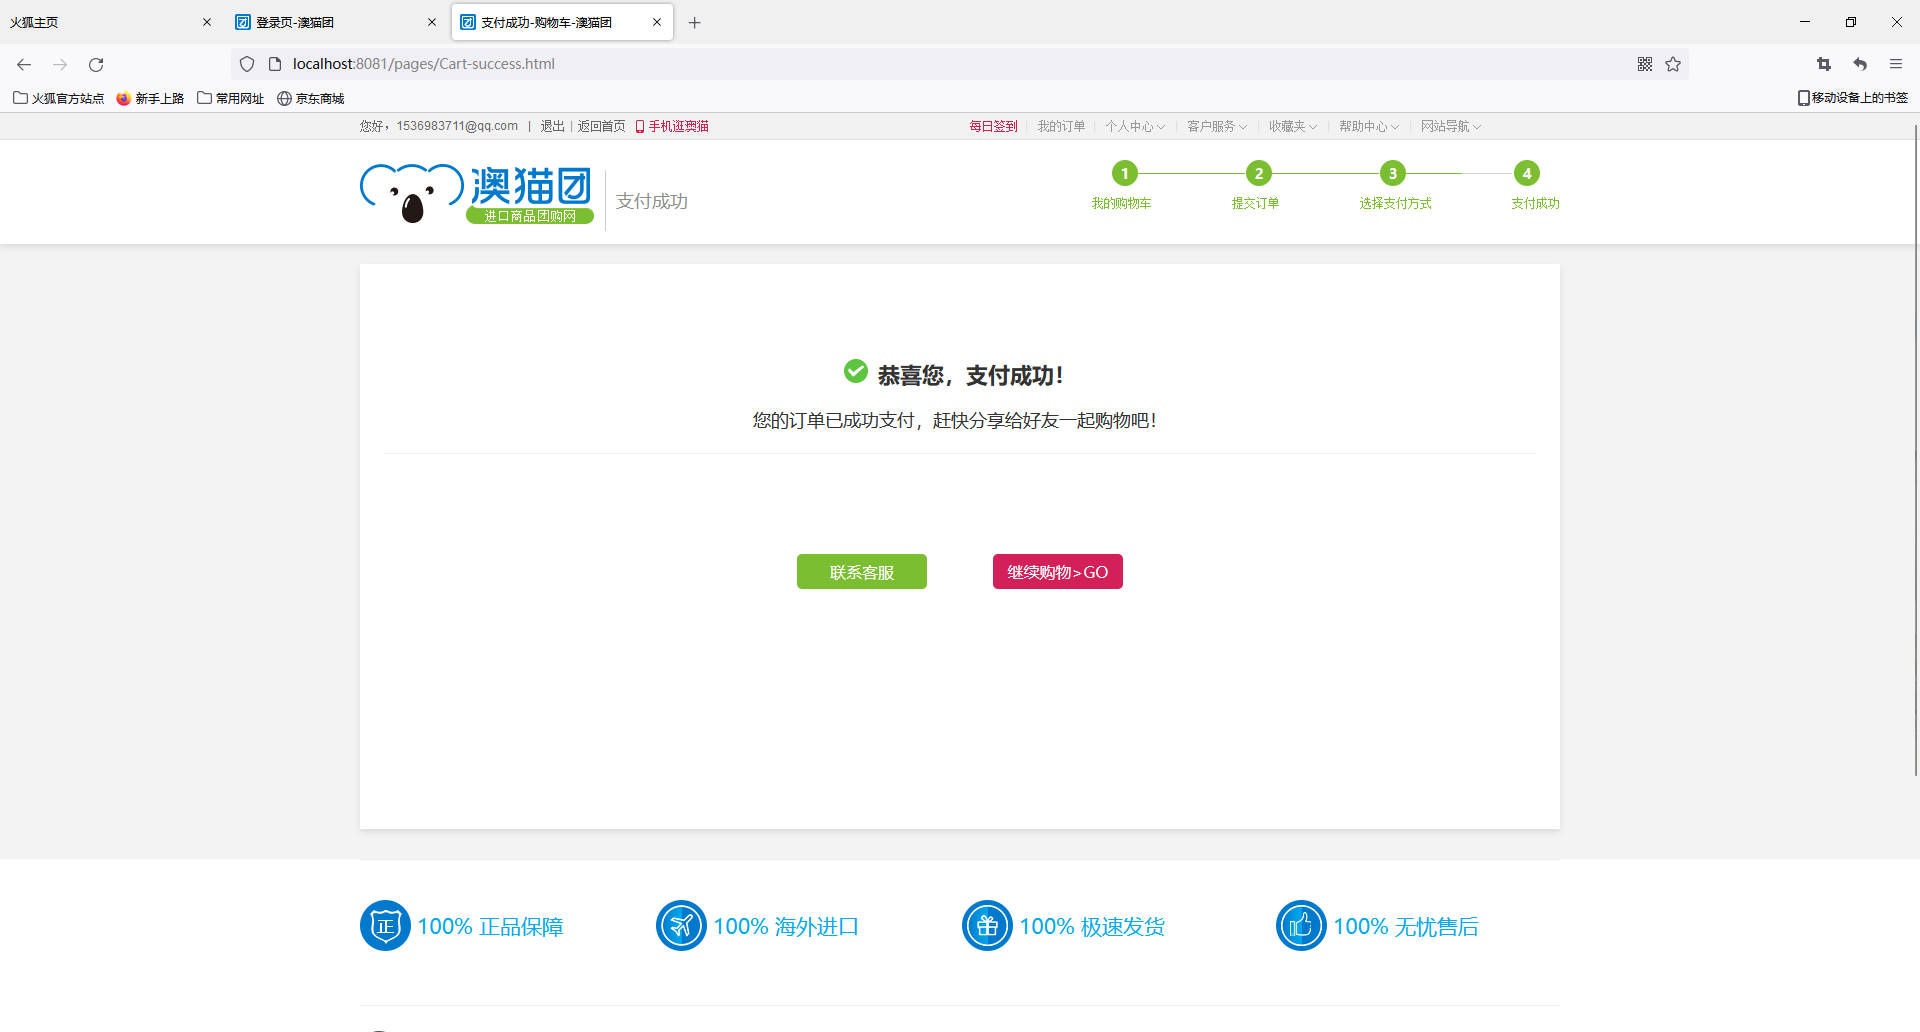 火狐主页
登录页-澳猫团
支付成功-购物车-澳猫团
localhost:8081/pages/Cart-success.html
火狐官方站点 新手上路 常用网址 京东商城 移动设备上的书签
您好，1536983711@qq.com | 退出 | 返回首页 手机逛赛猫 每日签到 我的订单 个人中心 客户服务 收藏夹 帮助中心 网站导航
澳猫团
进口商品团购网
支付成功
1 2 3 4
我的购物车 提交订单 选择支付方式 支付成功
恭喜您，支付成功！
您的订单已成功支付，赶快分享给好友一起购物吧！
联系客服 继续购物>GO
正 100% 正品保障 100% 海外进口 100% 极速发货 100% 无忧售后